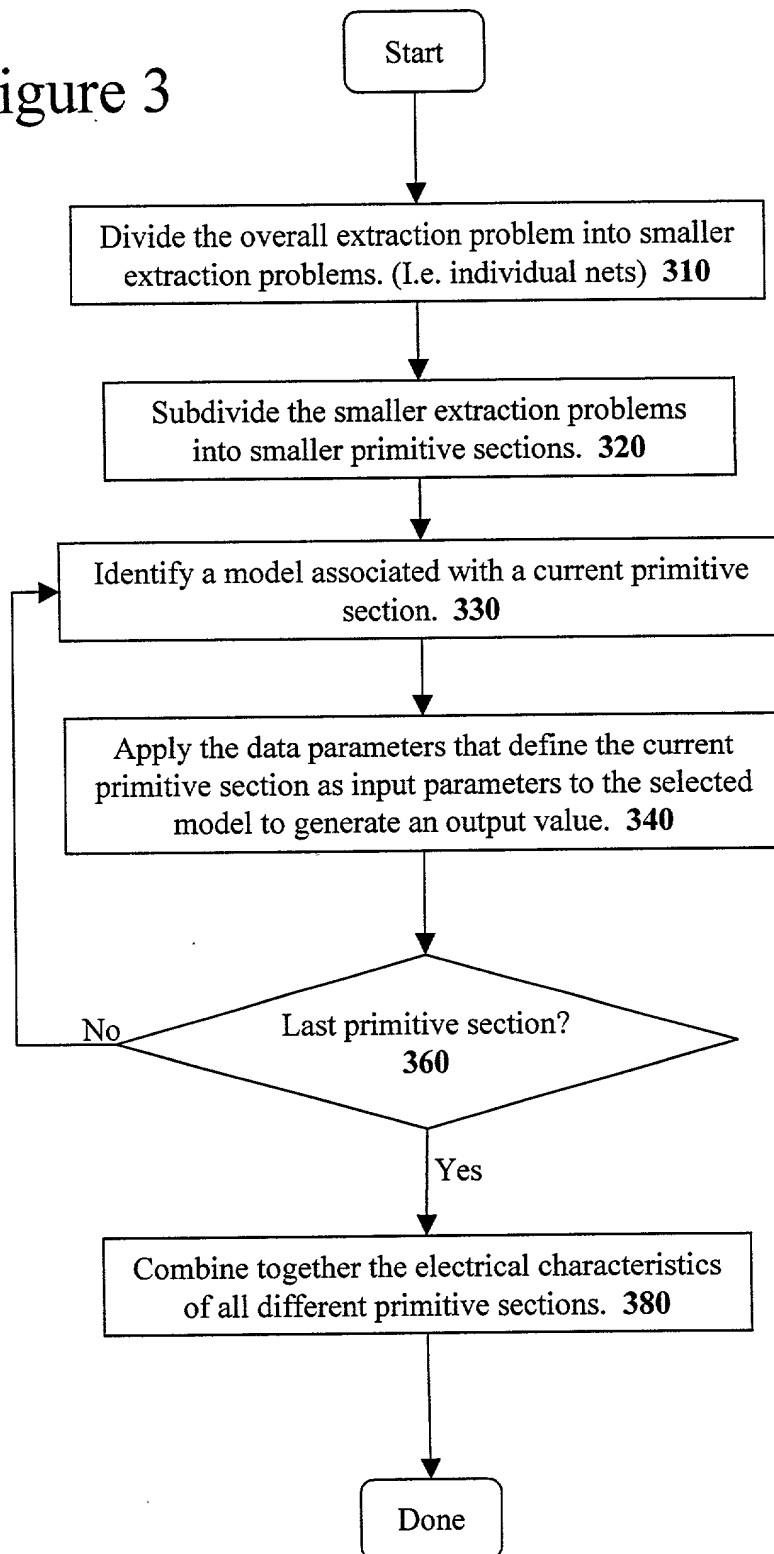 Start
igure 3
Divide the overall extraction problem into smaller
extraction problems. (I.e. individual nets) 310
Subdivide the smaller extraction problems
into smaller primitive sections. 320
Identify a model associated with a current primitive
section. 330
Apply the data parameters that define the current
primitive section as input parameters to the selected
model to generate an output value. 340
Last primitive section?
360
No
Yes
Combine together the electrical characteristics
of all different primitive sections. 380
Done